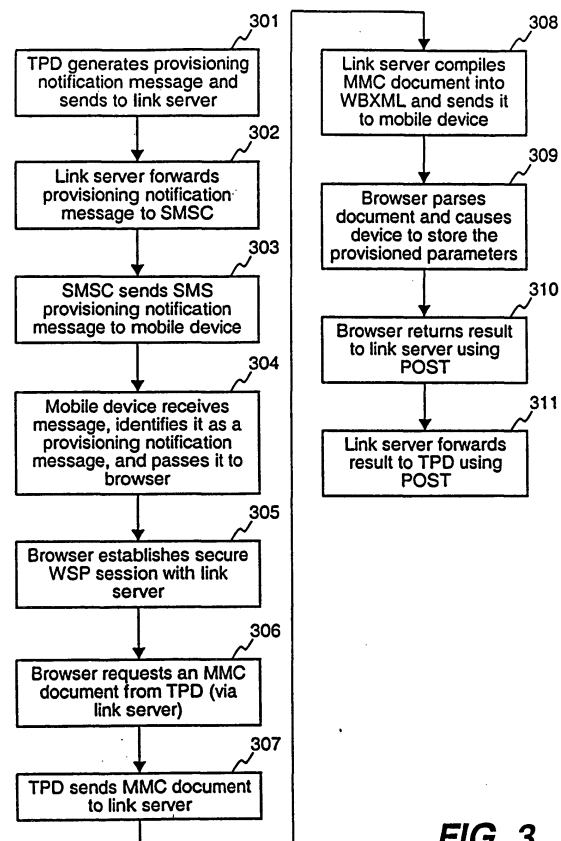 301
TPD generates provisioning
notification message and
sends to link server
302
Link server forwards
provisioning notification
message to SMSC
303
SMSC sends SMS
provisioning notification
message to mobile device
304
Mobile device receives
message, identifies it as a
provisioning notification
message, and passes it to
browser
305
Browser establishes secure
WSP session with link
server
306
Browser requests an MMC
document from TPD (via
link server)
307
TPD sends MMC document
to link server
308
Link server compiles
MMC document into
WBXML and sends it
to mobile device
309
Browser parses
document and causes
device to store the
provisioned parameters
310
Browser returns result
to link server using
POST
311
Link server forwards
result to TPD using
POST
FIG. 3